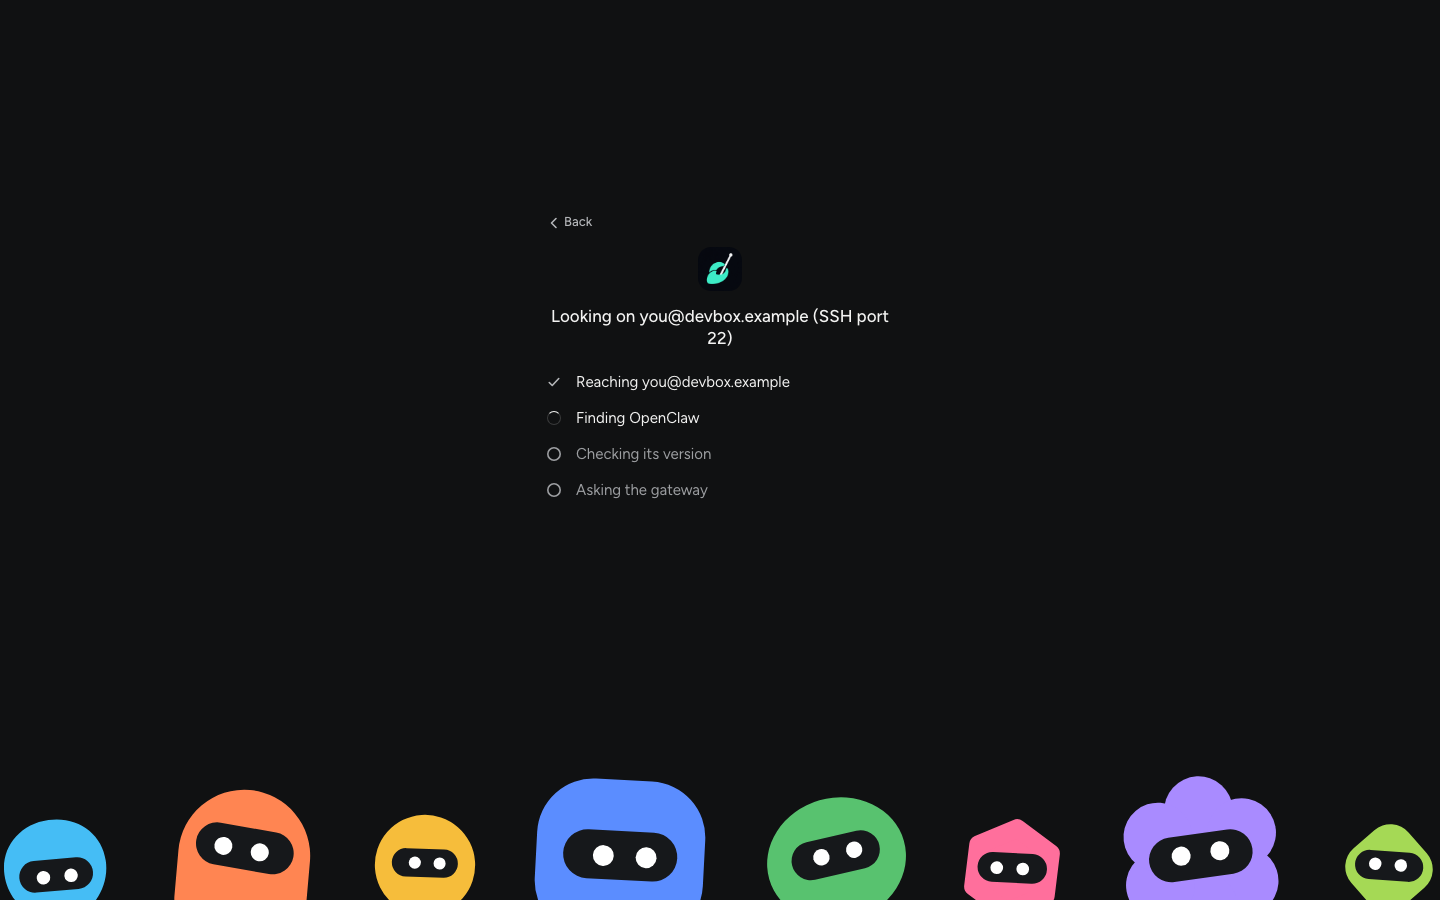 Back
Looking on you@devbox.example (SSH port
22)
Reaching you@devbox.example
Finding OpenClaw
Checking its version
Asking the gateway